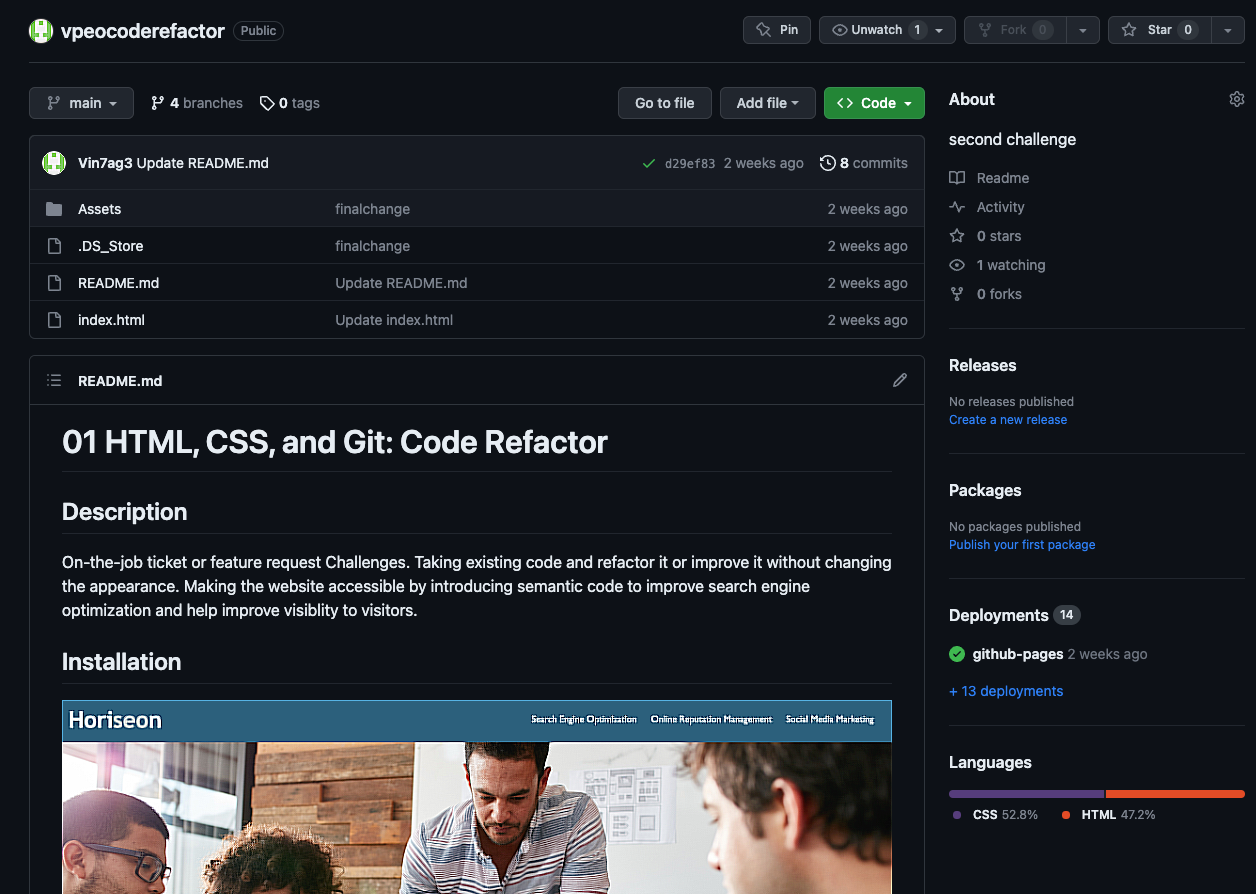 vpeocoderefactor Public
Pin Unwatch 1 Fork 0 Star 0
main 4 branches 0 tags Go to file Add file Code
Vin7ag3 Update README.md d29ef83 2 weeks ago 8 commits
Assets finalchange 2 weeks ago
.DS_Store finalchange 2 weeks ago
README.md Update README.md 2 weeks ago
index.html Update index.html 2 weeks ago
README.md
01 HTML, CSS, and Git: Code Refactor
Description
On-the-job ticket or feature request Challenges. Taking existing code and refactor it or improve it without changing
the appearance. Making the website accessible by introducing semantic code to improve search engine
optimization and help improve visiblity to visitors.
Installation
Horiseon Search Engine Optimization Online Reputation Management Social Media Marketing
About
second challenge
Readme
Activity
0 stars
1 watching
0 forks
Releases
No releases published
Create a new release
Packages
No packages published
Publish your first package
Deployments 14
github-pages 2 weeks ago
+ 13 deployments
Languages
CSS 52.8% HTML 47.2%